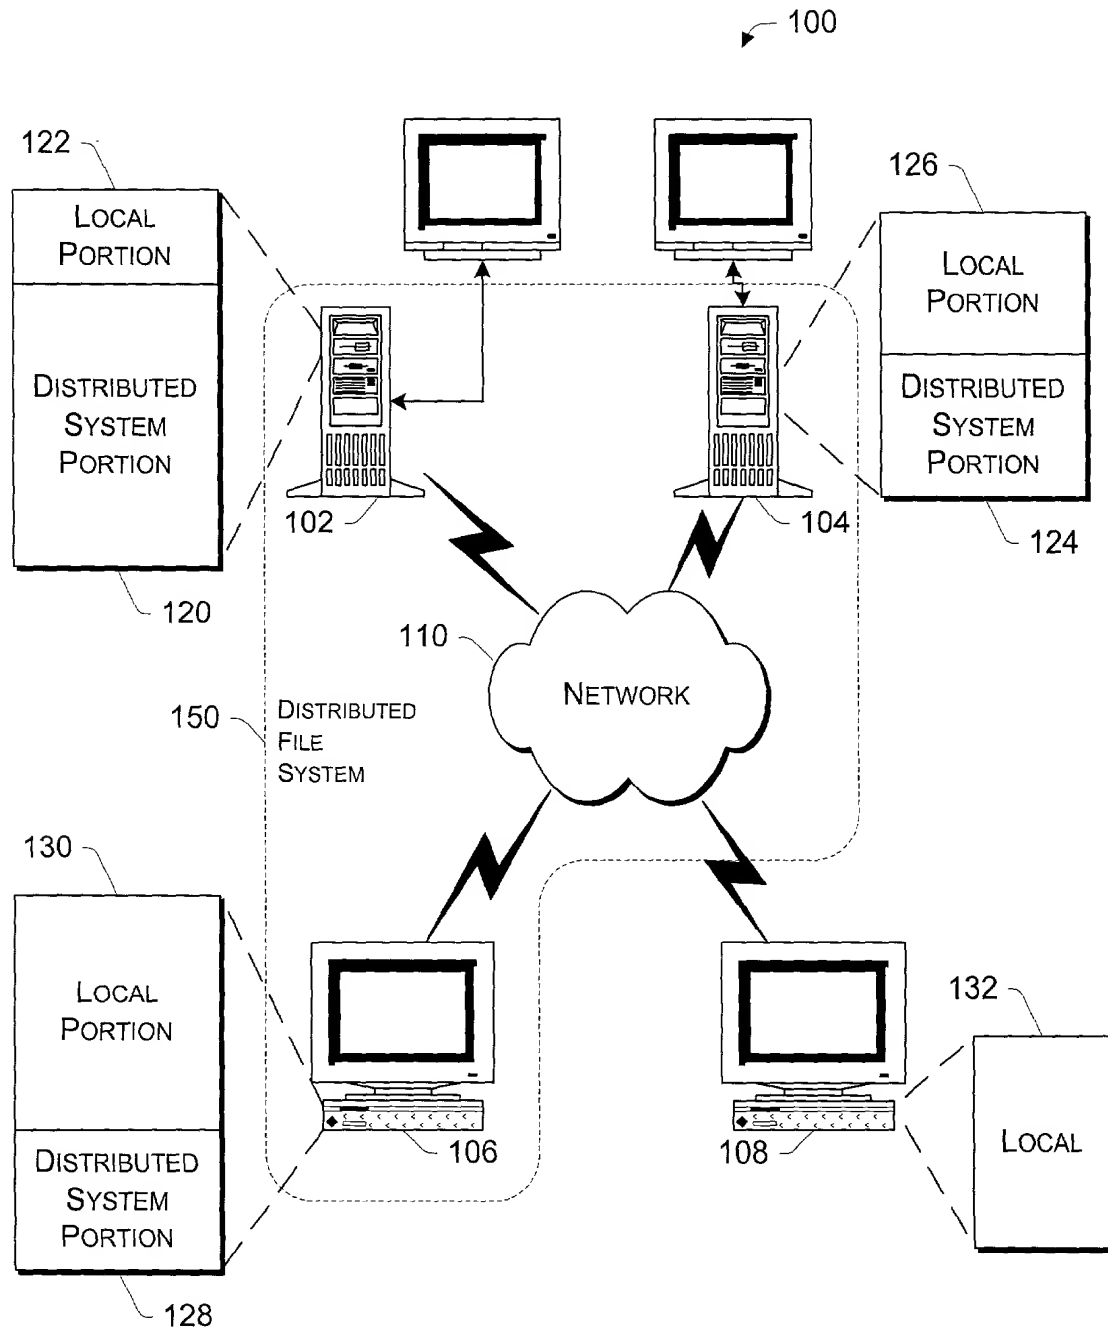 100
122
LOCAL
PORTION
DISTRIBUTED
SYSTEM
PORTION
120
126
LOCAL
PORTION
DISTRIBUTED
SYSTEM
PORTION
124
102
104
110
NETWORK
150
DISTRIBUTED
FILE
SYSTEM
130
LOCAL
PORTION
DISTRIBUTED
SYSTEM
PORTION
128
106
108
132
LOCAL